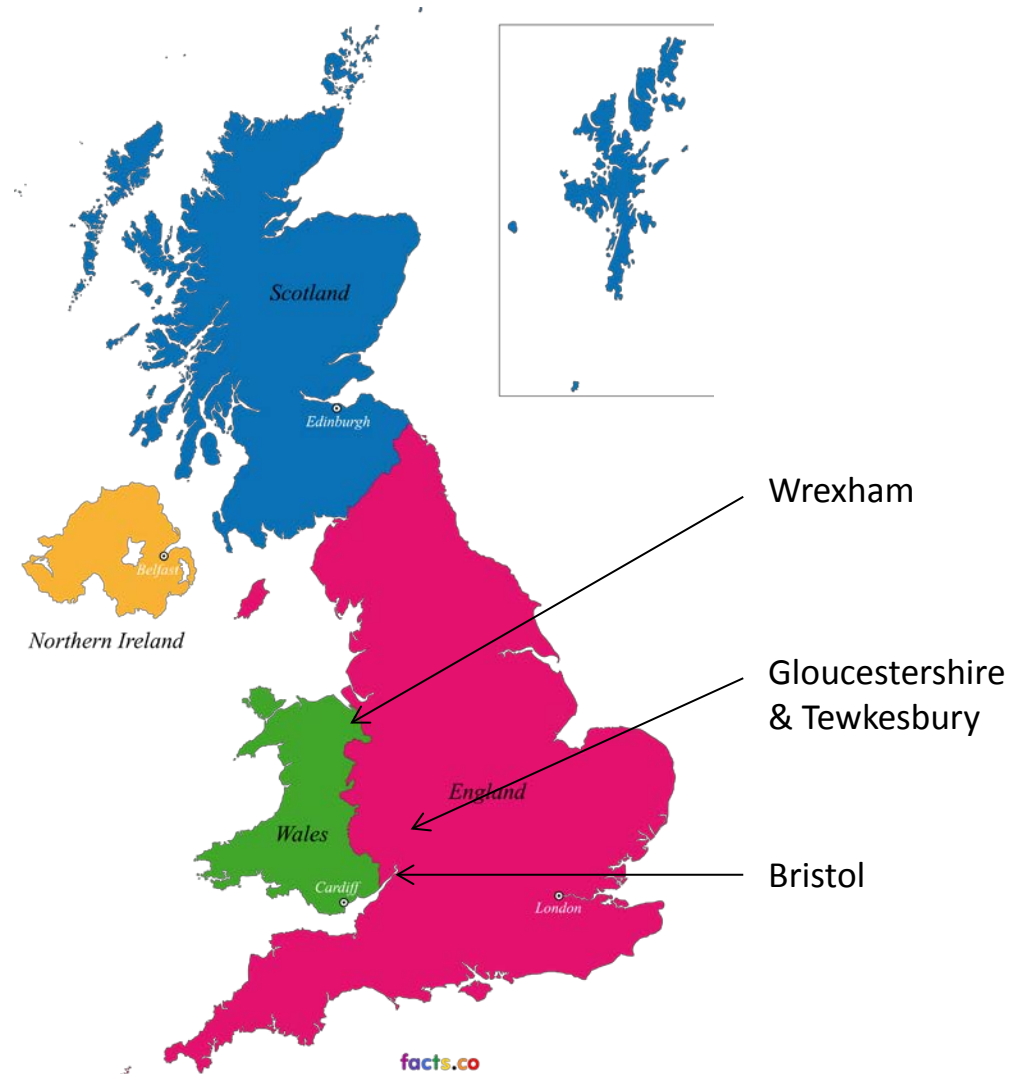 Scotland
Edinburgh
Wrexham
Belfast
Northern Ireland
Gloucestershire
& Tewkesbury
England
Wales
Bristol
Cardiff
London
facts.co